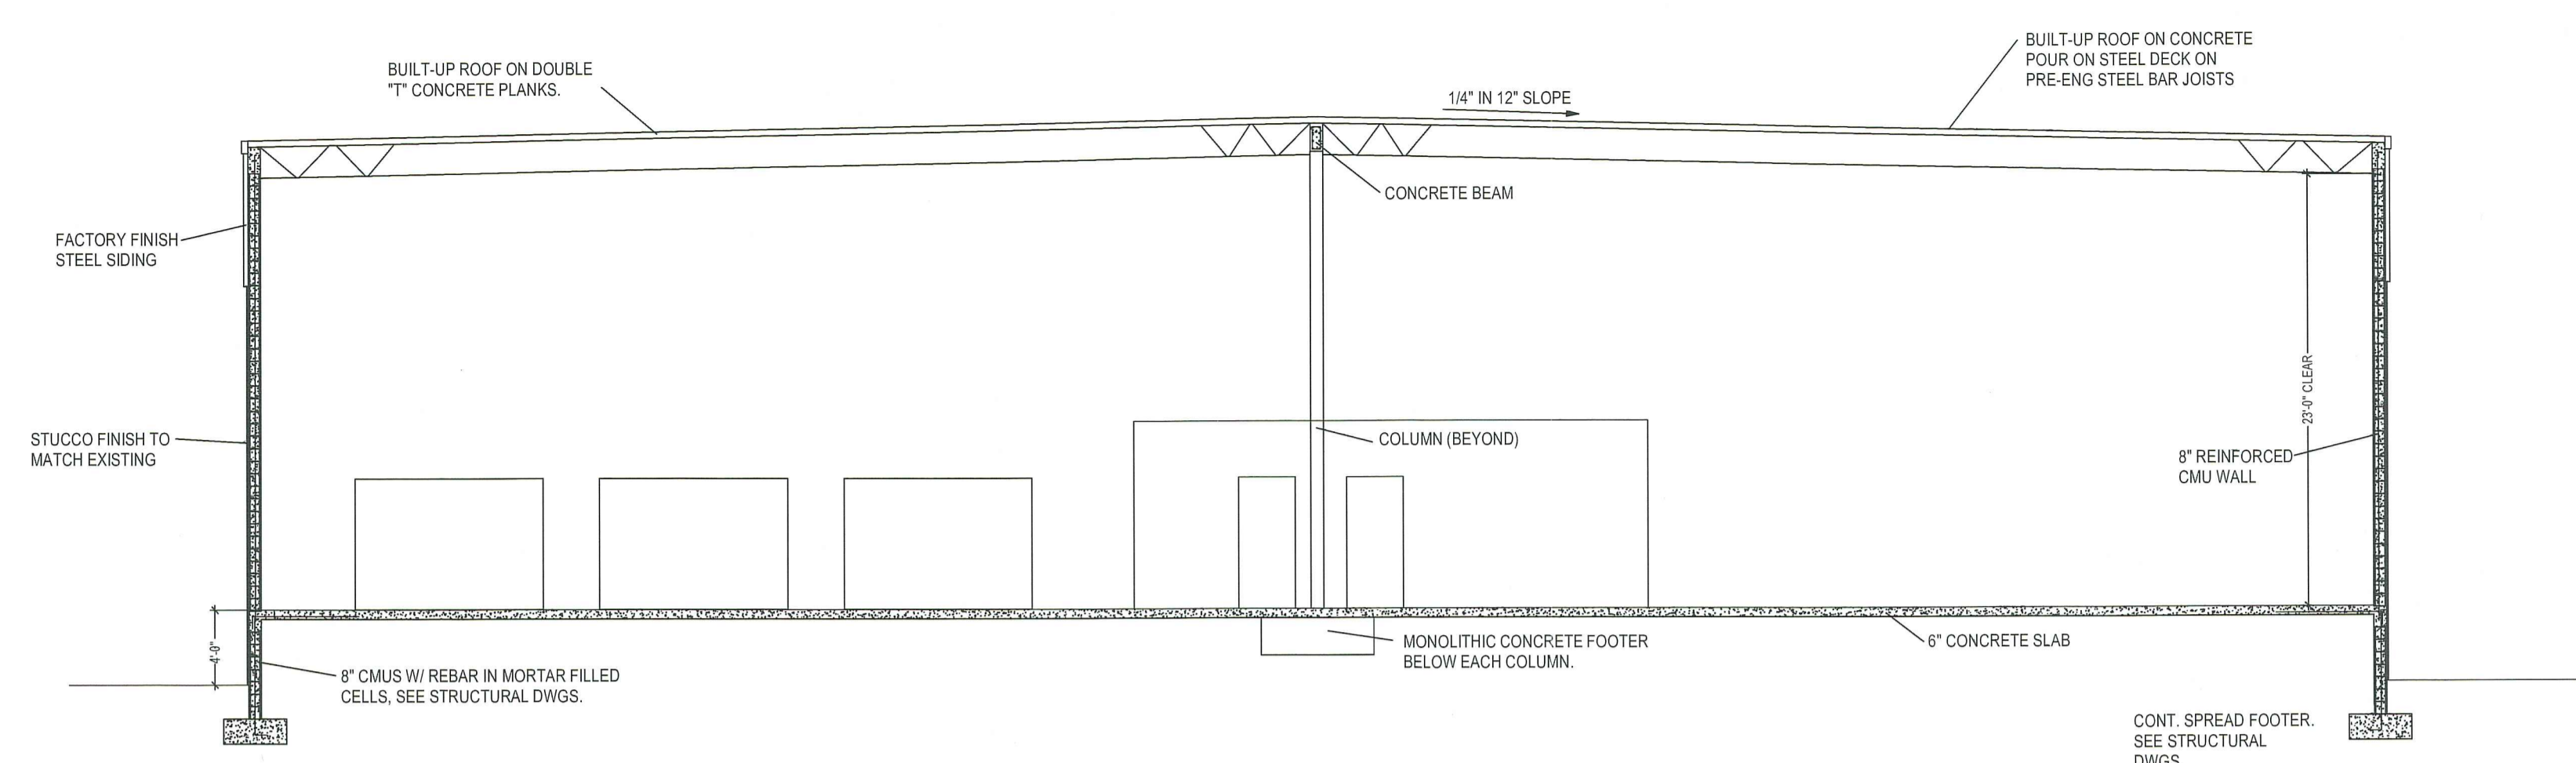 BUILT-UP ROOF ON DOUBLE
"T" CONCRETE PLANKS.
1/4" IN 12" SLOPE
BUILT-UP ROOF ON CONCRETE
POUR ON STEEL DECK ON
PRE-ENG STEEL BAR JOISTS
CONCRETE BEAM
FACTORY FINISH
STEEL SIDING
23'-0" CLEAR
STUCCO FINISH TO
MATCH EXISTING
COLUMN (BEYOND)
8" REINFORCED
CMU WALL
4'-0"
8" CMUS W/ REBAR IN MORTAR FILLED
CELLS, SEE STRUCTURAL DWGS.
MONOLITHIC CONCRETE FOOTER
BELOW EACH COLUMN.
6" CONCRETE SLAB
CONT. SPREAD FOOTER.
SEE STRUCTURAL
DWGS